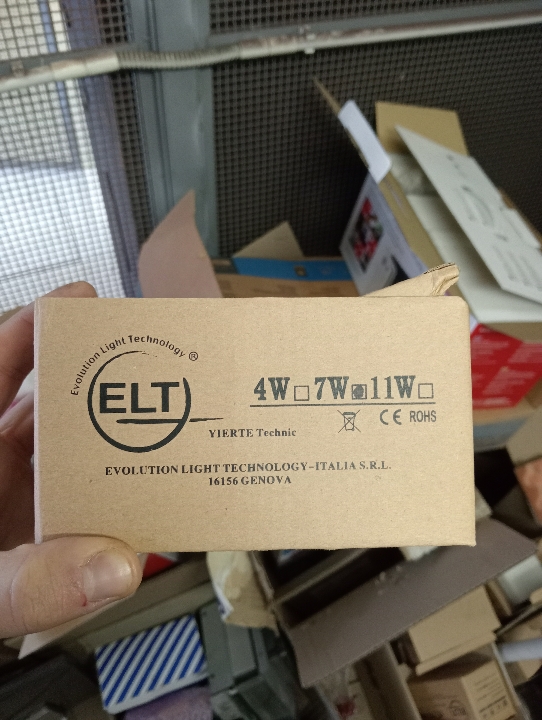 Evolution Light Technology ®
ELT
4W □ 7W ▣ 11W □
CE ROHS
YIERTE Technic
EVOLUTION LIGHT TECHNOLOGY-ITALIA S.R.L.
16156 GENOVA